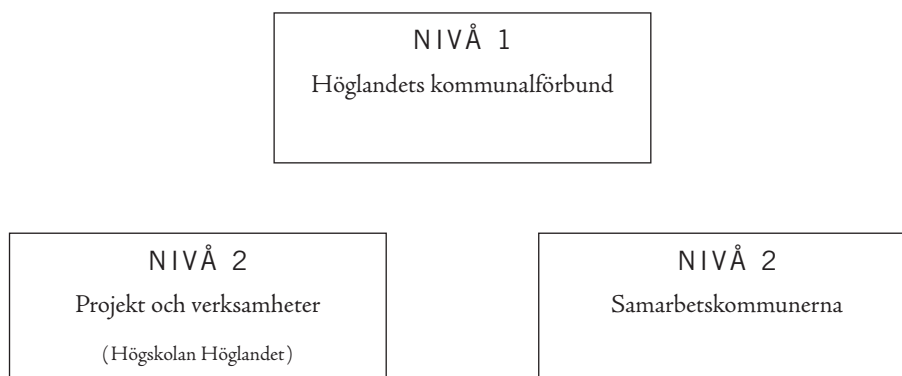 NIVÅ 1
Höglandets kommunalförbund
NIVÅ 2
Projekt och verksamheter
(Högskolan Höglandet)
NIVÅ 2
Samarbetskommunerna